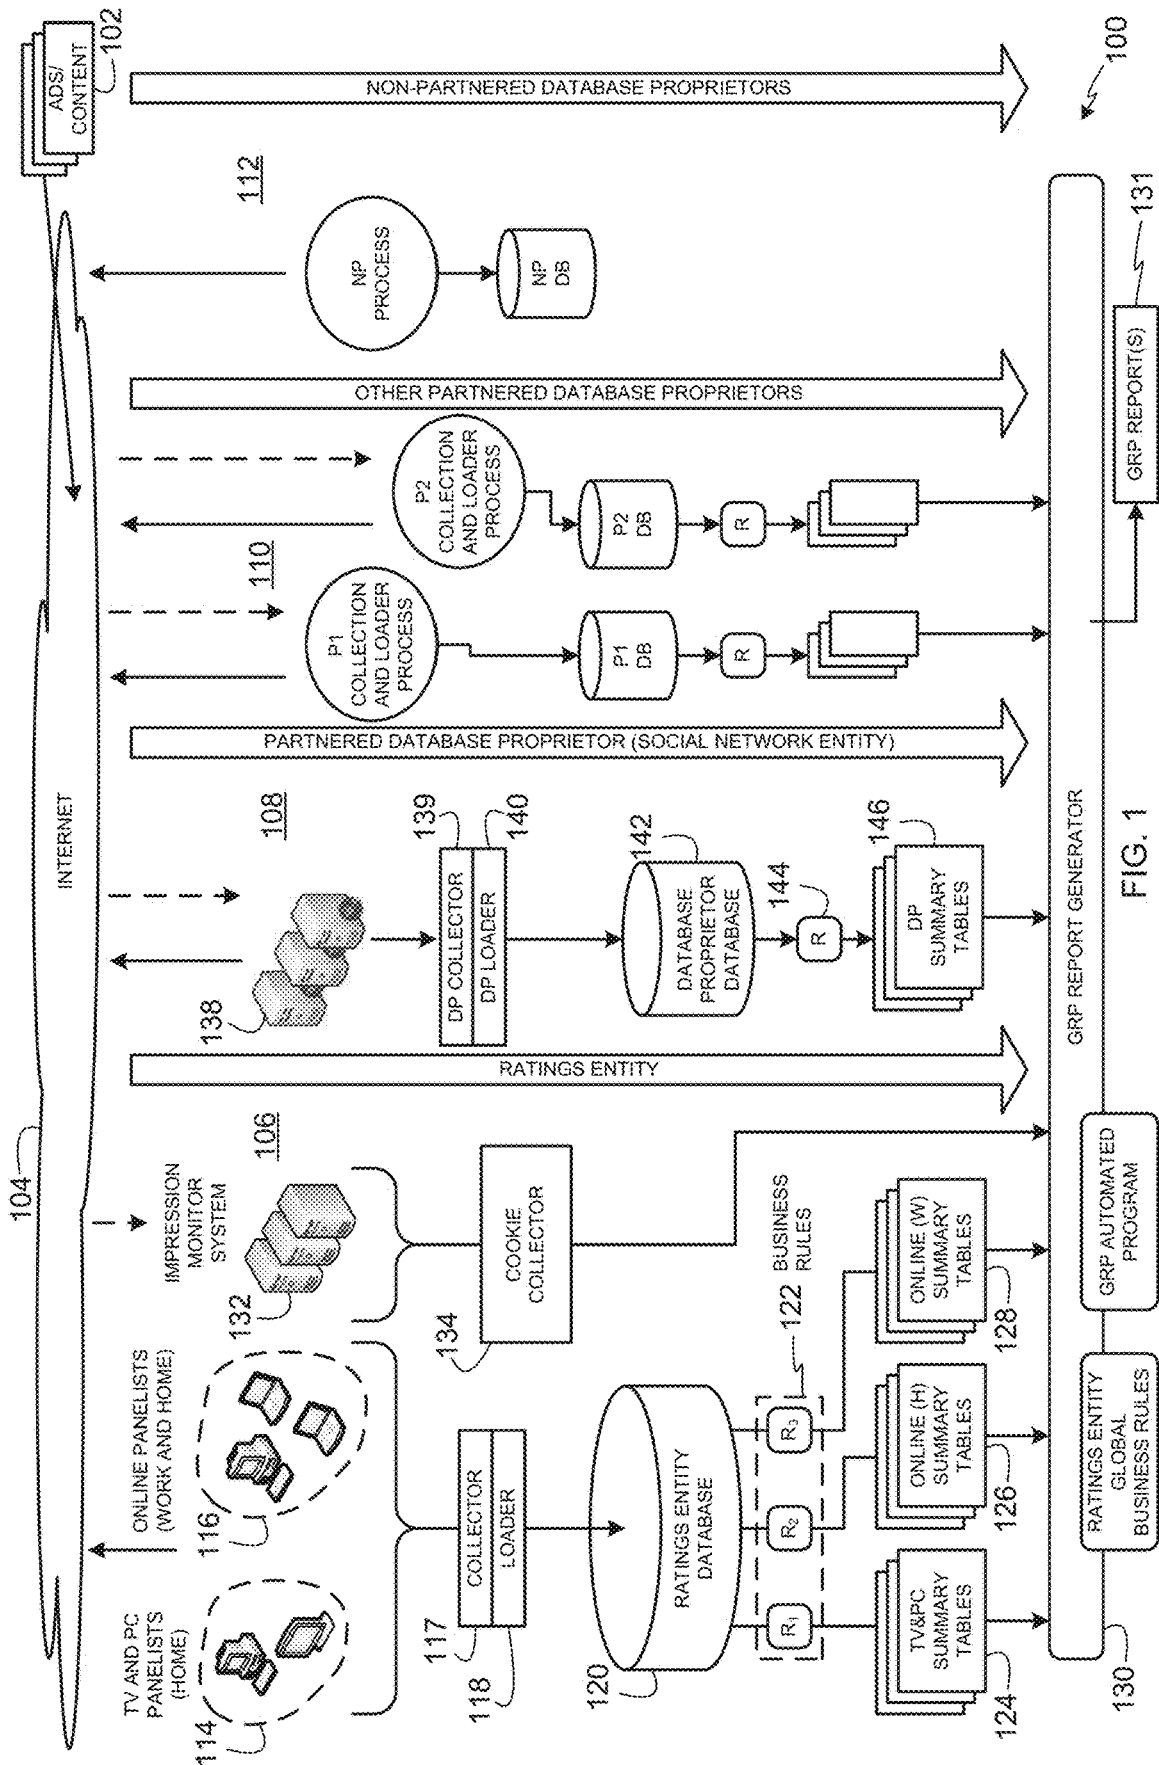 ADS/
CONTENT
102
INTERNET
104
TV AND PC
PANELISTS
(HOME)
114
ONLINE PANELISTS
(WORK AND HOME)
116
IMPRESSION
MONITOR
SYSTEM
132
106
COLLECTOR
LOADER
117
118
COOKIE
COLLECTOR
134
RATINGS ENTITY
DATABASE
120
BUSINESS
RULES
122
R1
R2
R3
TV&PC
SUMMARY
TABLES
124
ONLINE (H)
SUMMARY
TABLES
126
ONLINE (W)
SUMMARY
TABLES
128
RATINGS ENTITY
138
108
DP COLLECTOR
DP LOADER
139
140
DATABASE
PROPRIETOR
DATABASE
142
R
144
DP
SUMMARY
TABLES
146
PARTNERED DATABASE PROPRIETOR (SOCIAL NETWORK ENTITY)
110
P1
COLLECTION
AND LOADER
PROCESS
P1
DB
R
P2
COLLECTION
AND LOADER
PROCESS
P2
DB
R
OTHER PARTNERED DATABASE PROPRIETORS
112
NP
PROCESS
NP
DB
NON-PARTNERED DATABASE PROPRIETORS
100
GRP REPORT GENERATOR
130
RATINGS ENTITY
GLOBAL
BUSINESS RULES
GRP AUTOMATED
PROGRAM
GRP REPORT(S)
131
FIG. 1